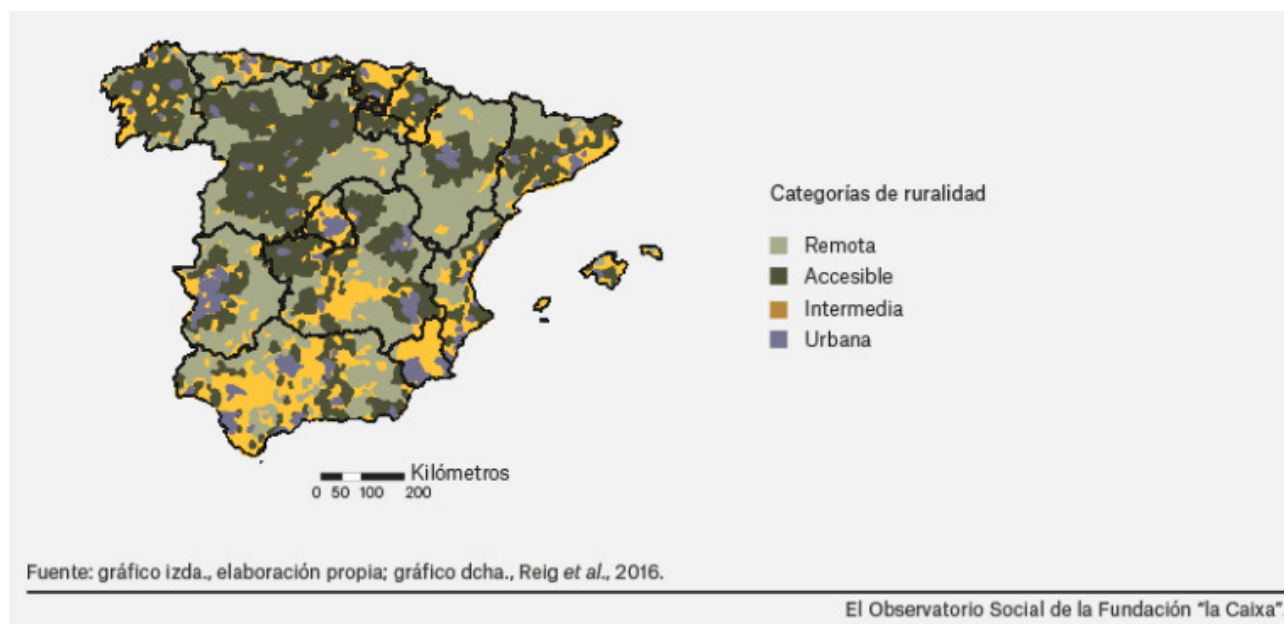 Categorías de ruralidad
Remota
Accesible
Intermedia
Urbana
Kilómetros
0 50 100 200
Fuente: gráfico izda., elaboración propia; gráfico dcha., Reig et al., 2016.
El Observatorio Social de la Fundación "la Caixa".